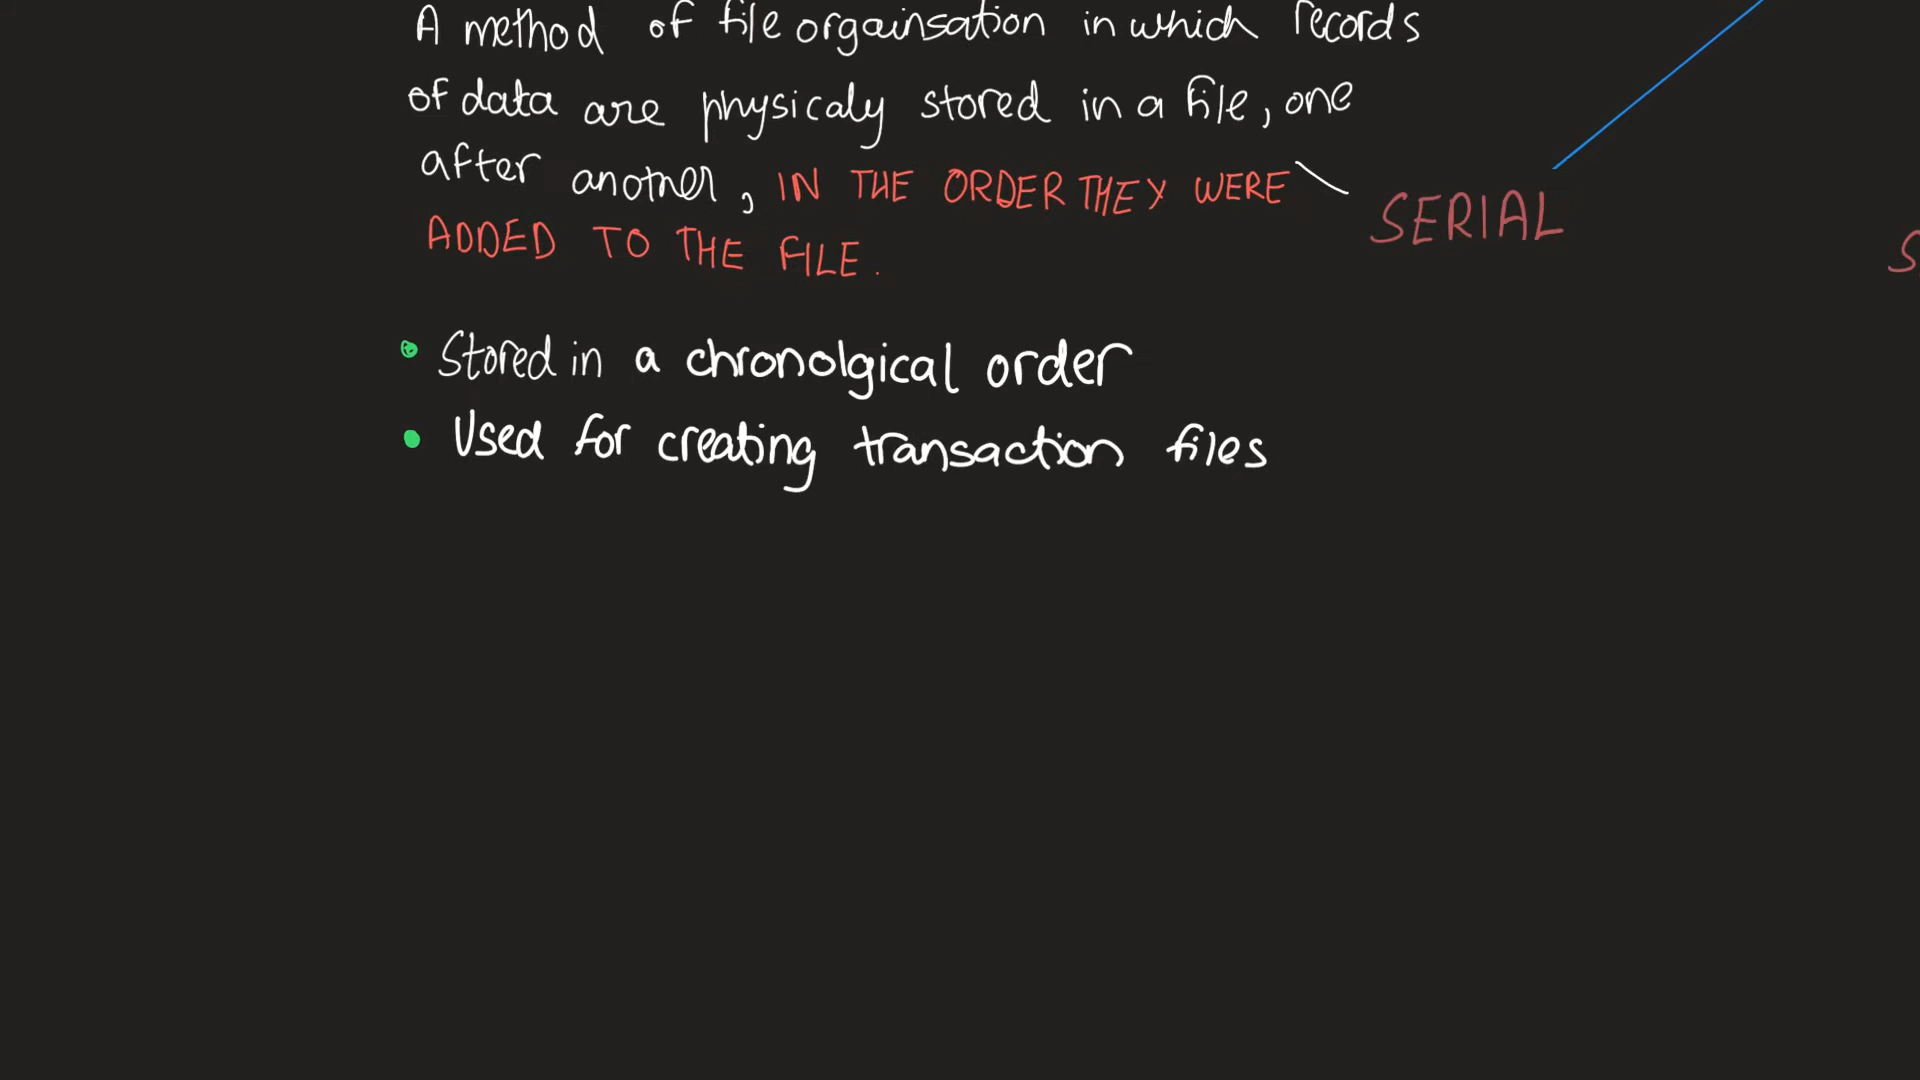 A method of file orgainsation in which records
of data are physicaly stored in a file, one
after another, IN THE ORDER THEY WERE
ADDED TO THE FILE.
SERIAL
S
• Stored in a chronolgical order
• Used for creating transaction files